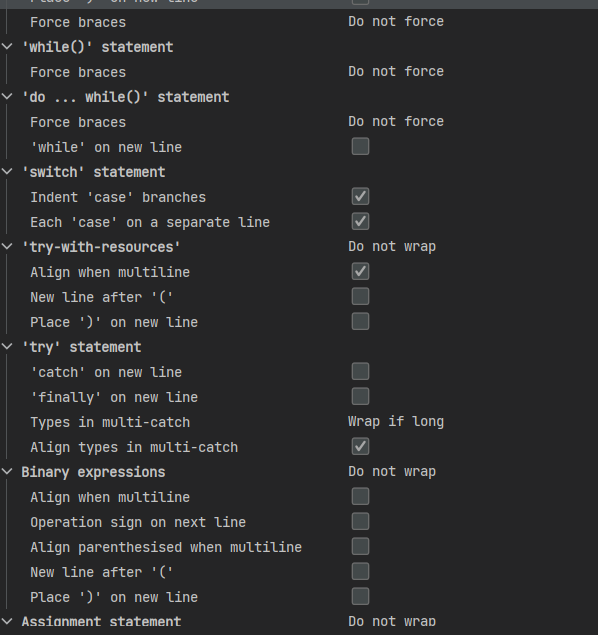 Place ')' on new line
Force braces Do not force
'while()' statement
Force braces Do not force
'do ... while()' statement
Force braces Do not force
'while' on new line
'switch' statement
Indent 'case' branches
Each 'case' on a separate line
'try-with-resources' Do not wrap
Align when multiline
New line after '('
Place ')' on new line
'try' statement
'catch' on new line
'finally' on new line
Types in multi-catch Wrap if long
Align types in multi-catch
Binary expressions Do not wrap
Align when multiline
Operation sign on next line
Align parenthesised when multiline
New line after '('
Place ')' on new line
Assignment statement Do not wrap